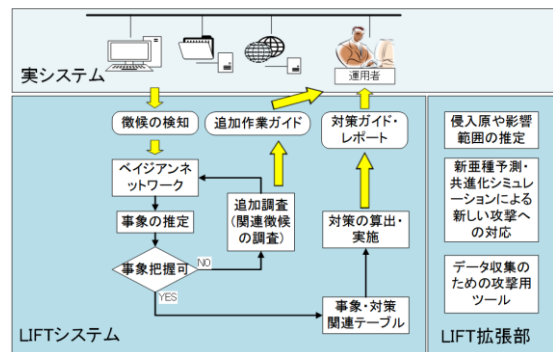 実システム
運用者
徴候の検知
追加作業ガイド
対策ガイド・
レポート
ベイジアンネ
ットワーク
事象の推定
事象把握可
NO
YES
追加調査
(関連徴候
の調査)
対策の算出・
実施
事象・対策
関連テーブル
LIFTシステム
侵入原や影響
範囲の推定
新亜種予測・
共進化シミュレ
ーションによる
新しい攻撃へ
の対応
データ収集の
ための攻撃用
ツール
LIFT拡張部